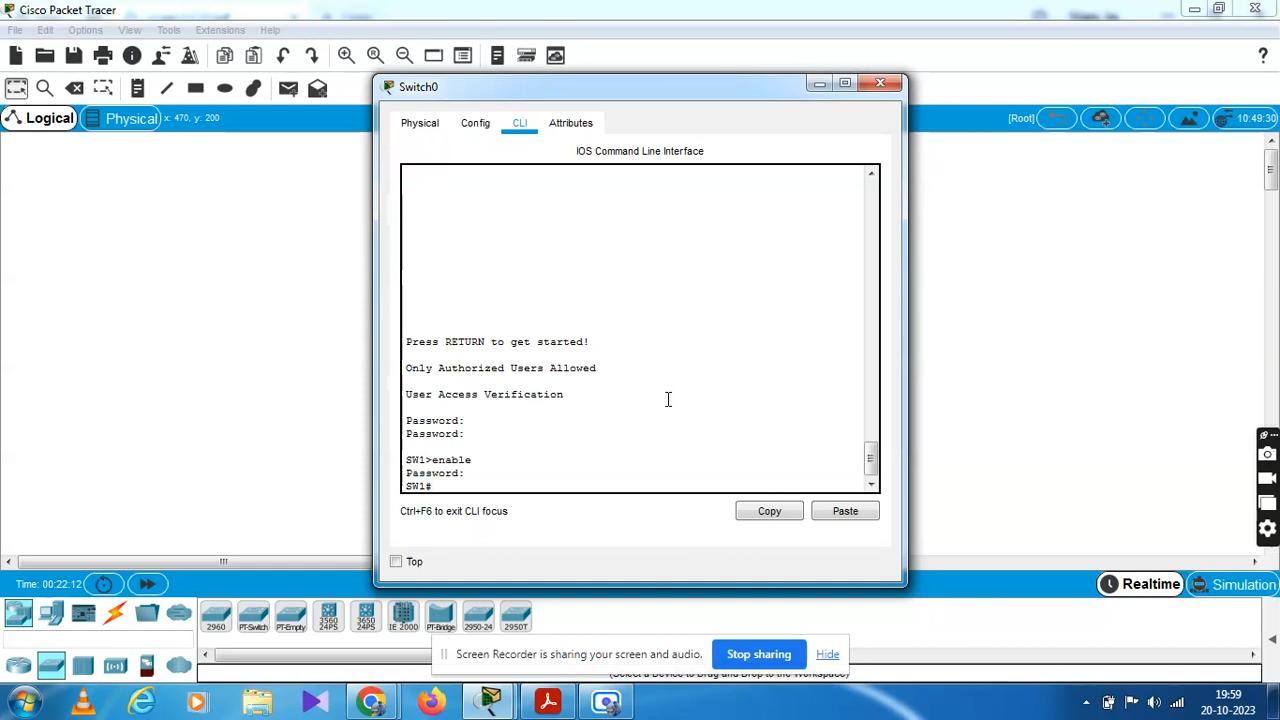 Cisco Packet Tracer
File Edit Options View Tools Extensions Help
Switch0
Logical
Physical
x: 470, y: 200
[Root]
10:49:30
Physical Config CLI Attributes
IOS Command Line Interface
Press RETURN to get started!
Only Authorized Users Allowed
User Access Verification
Password:
Password:
SW1>enable
Password:
SW1#
Ctrl+F6 to exit CLI focus
Copy
Paste
Top
Time: 00:22:12
Realtime
Simulation
2960 PT-Switch PT-Empty 3560 24PS 3650 24PS IE 2000 PT-Bridge 2950-24 2950T
Screen Recorder is sharing your screen and audio.
Stop sharing
Hide
(Select a Device to Drag and Drop to the Workspace)
19:59
20-10-2023